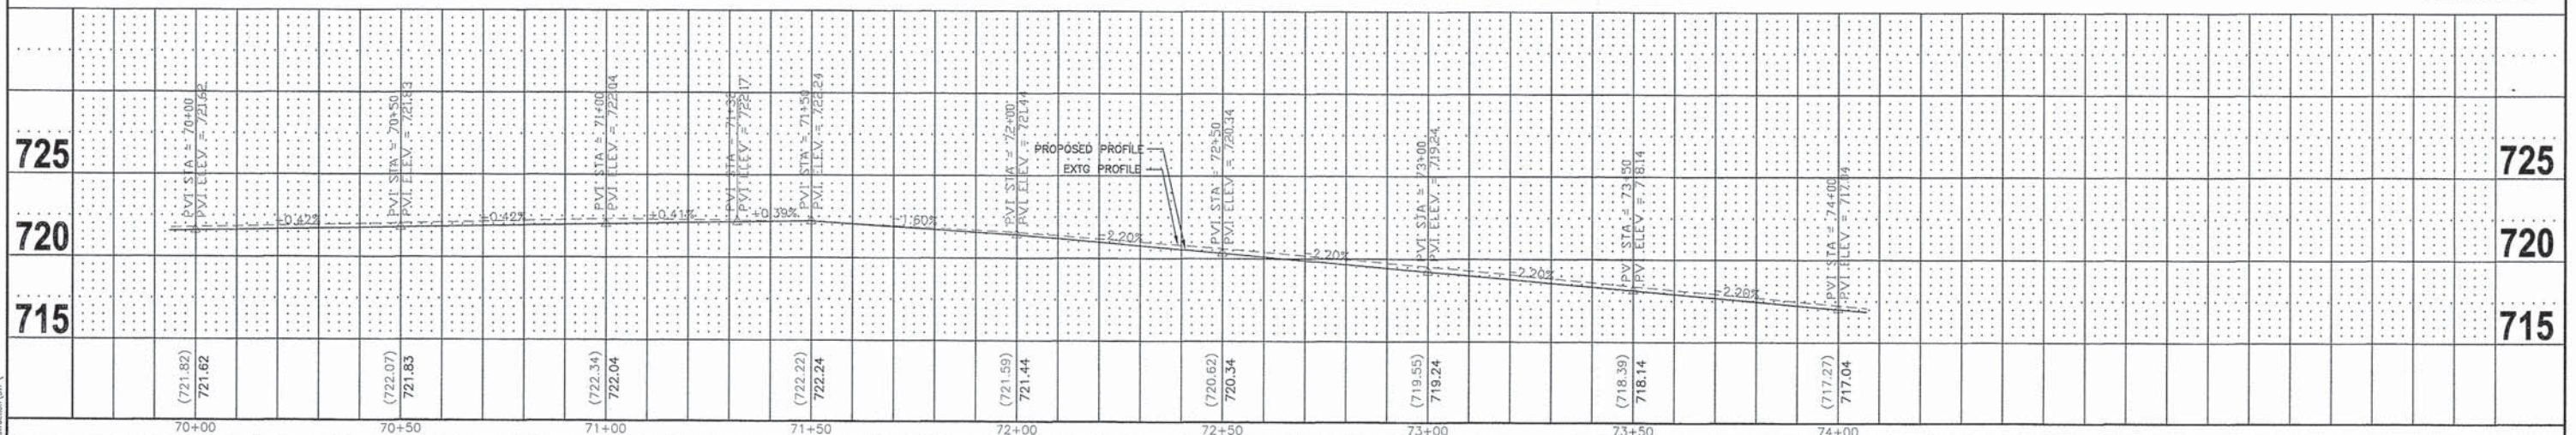 PVI STA = 70+00
PVI ELEV = 721.62
PVI STA = 70+50
PVI ELEV = 721.83
PVI STA = 71+00
PVI ELEV = 722.04
PVI STA =
PVI ELEV = 722.17
PVI STA = 71+50
PVI ELEV = 722.24
PVI STA = 72+00
PVI ELEV = 721.44
PVI STA = 72+50
PVI ELEV = 720.34
PVI STA = 73+00
PVI ELEV = 719.24
PVI STA = 73+50
PVI ELEV = 718.14
PVI STA = 74+00
PVI ELEV = 717.04
PROPOSED PROFILE
EXTG PROFILE
725 725
+0.42% +0.42% +0.41% +0.39% -1.60% -2.20% -2.20% -2.20% -2.20%
720 720
715 715
(721.82)
721.62
(722.07)
721.83
(722.34)
722.04
(722.22)
722.24
(721.59)
721.44
(720.62)
720.34
(719.55)
719.24
(718.39)
718.14
(717.27)
717.04
70+00 70+50 71+00 71+50 72+00 72+50 73+00 73+50 74+00